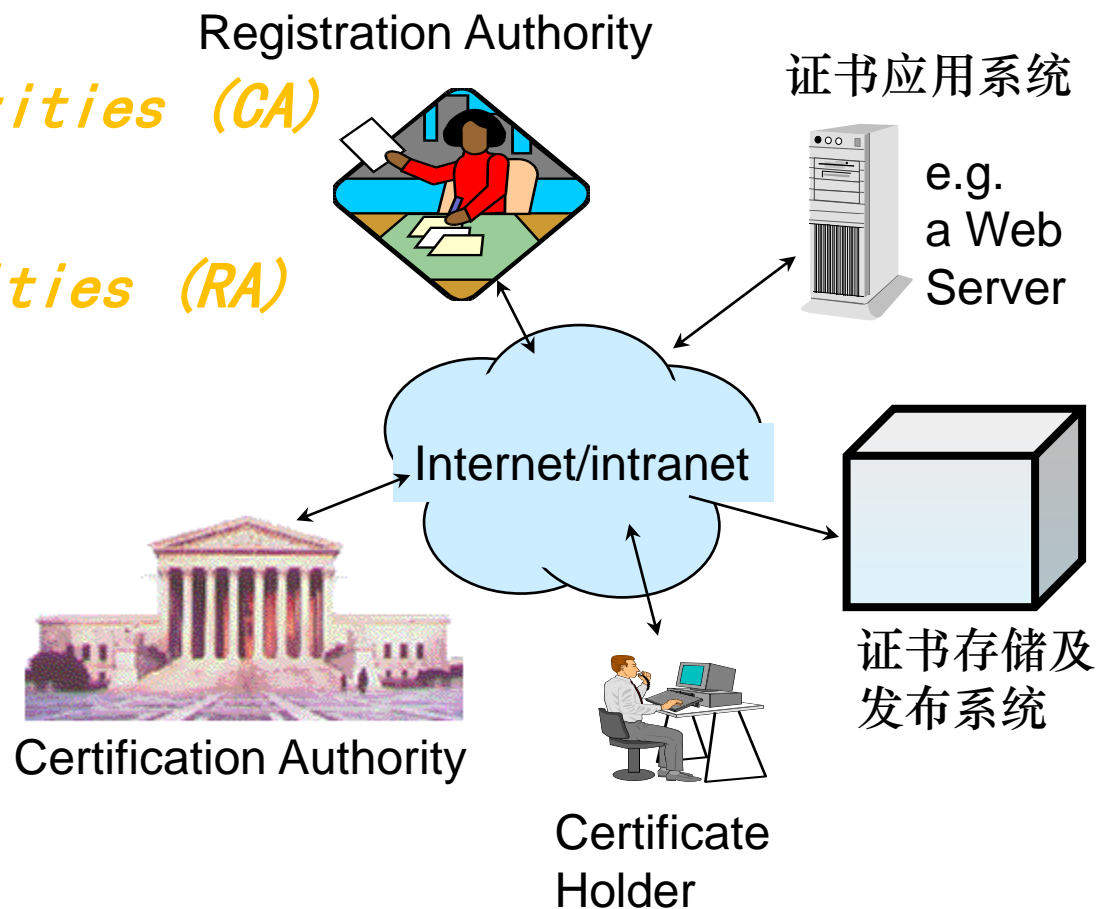 Registration Authority
rities (CA)
证书应用系统
e.g.
a Web
Server
ities (RA)
Internet/intranet
证书存储及
发布系统
Certification Authority
Certificate
Holder